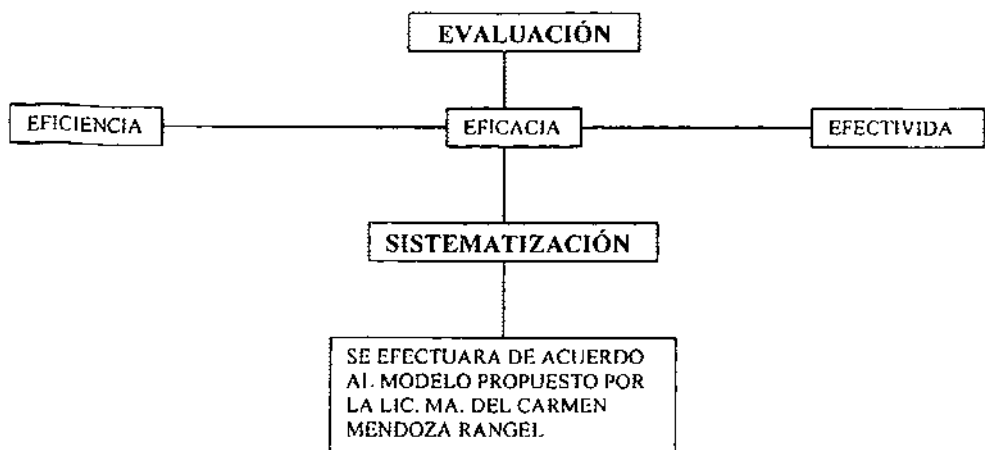 EVALUACIÓN
EFICIENCIA
EFICACIA
EFECTIVIDA
SISTEMATIZACIÓN
SE EFECTUARA DE ACUERDO
AL MODELO PROPUESTO POR
LA LIC. MA. DEL CARMEN
MENDOZA RANGEL